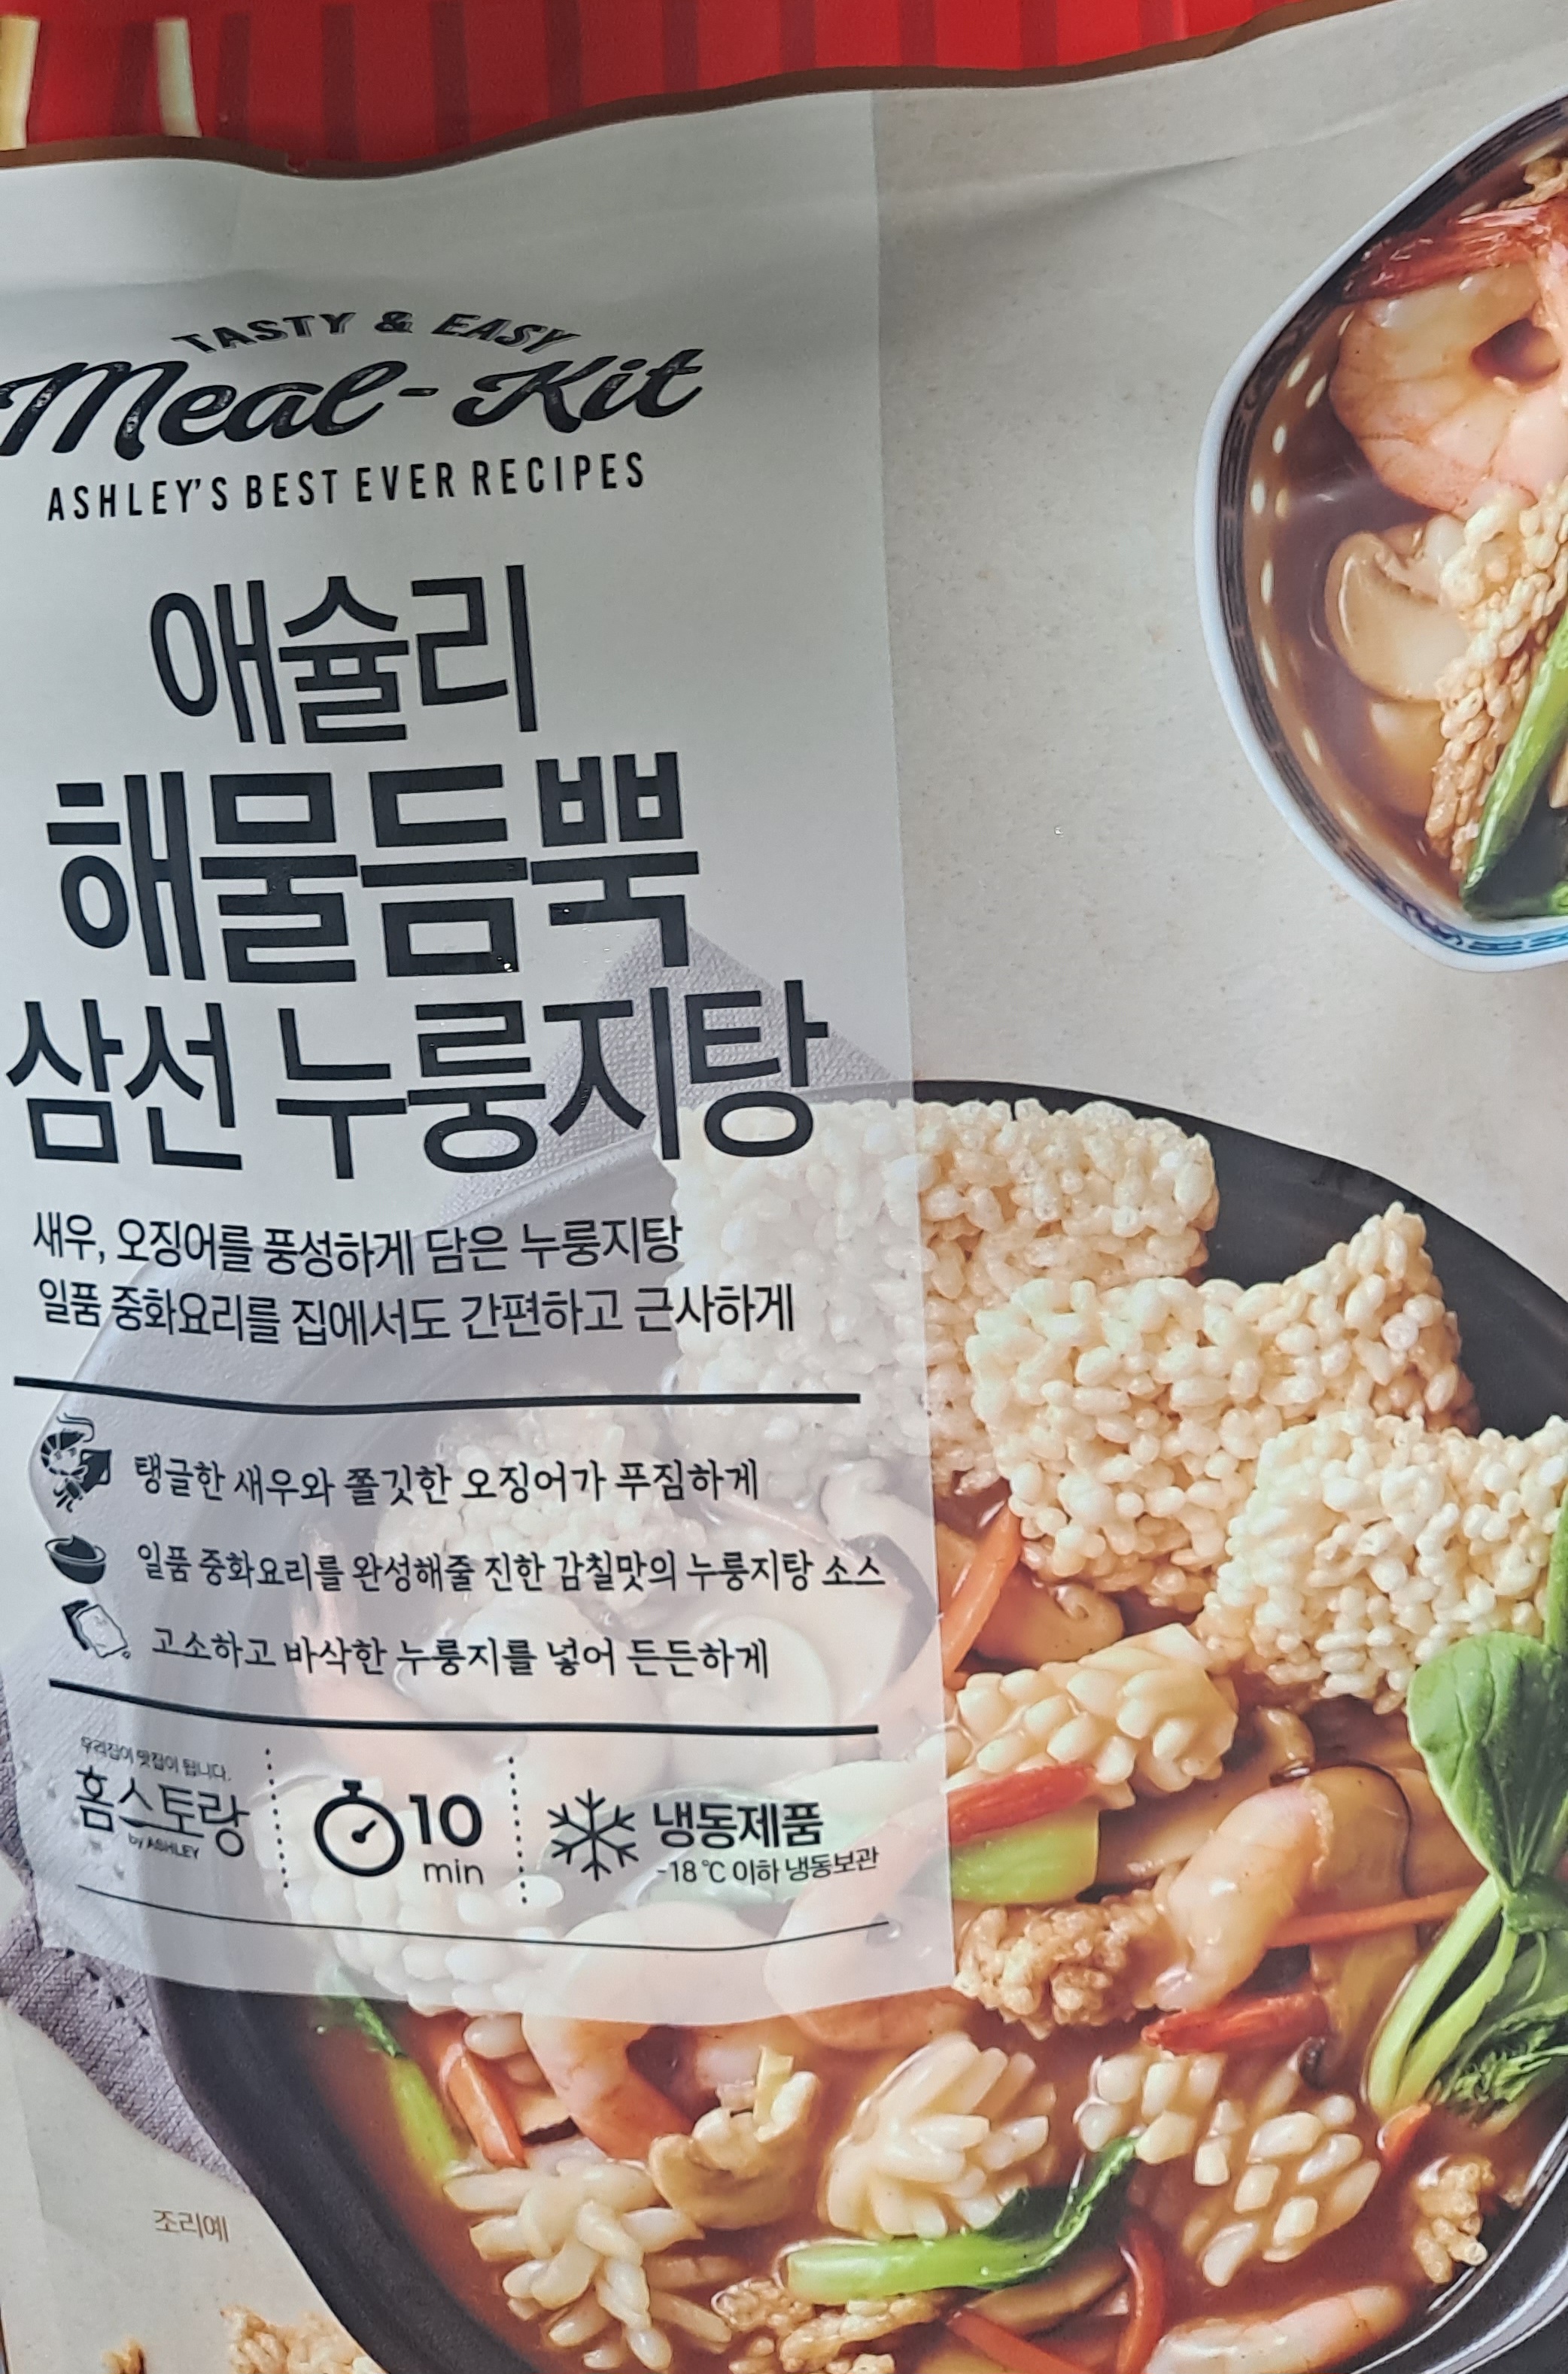 TASTY & EASY
Meal-Kit
ASHLEY'S BEST EVER RECIPES
애슐리
해물듬뿍
삼선 누룽지탕
새우, 오징어를 풍성하게 담은 누룽지탕
일품 중화요리를 집에서도 간편하고 근사하게
탱글한 새우와 쫄깃한 오징어가 푸짐하게
일품 중화요리를 완성해줄 진한 감칠맛의 누룽지탕 소스
고소하고 바삭한 누룽지를 넣어 든든하게
우리집이 맛집이 됩니다.
홈스토랑
by ASHLEY
10
min
냉동제품
-18℃ 이하 냉동보관
조리예